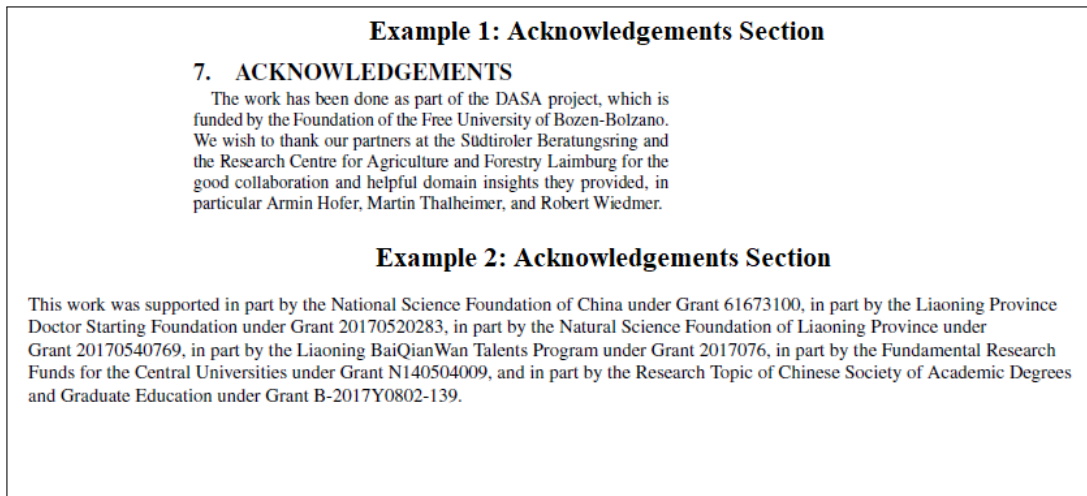 Example 1: Acknowledgements Section
7. ACKNOWLEDGEMENTS
The work has been done as part of the DASA project, which is
funded by the Foundation of the Free University of Bozen-Bolzano.
We wish to thank our partners at the Südtiroler Beratungsring and
the Research Centre for Agriculture and Forestry Laimburg for the
good collaboration and helpful domain insights they provided, in
particular Armin Hofer, Martin Thalheimer, and Robert Wiedmer.
Example 2: Acknowledgements Section
This work was supported in part by the National Science Foundation of China under Grant 61673100, in part by the Liaoning Province
Doctor Starting Foundation under Grant 20170520283, in part by the Natural Science Foundation of Liaoning Province under
Grant 20170540769, in part by the Liaoning BaiQianWan Talents Program under Grant 2017076, in part by the Fundamental Research
Funds for the Central Universities under Grant N140504009, and in part by the Research Topic of Chinese Society of Academic Degrees
and Graduate Education under Grant B-2017Y0802-139.